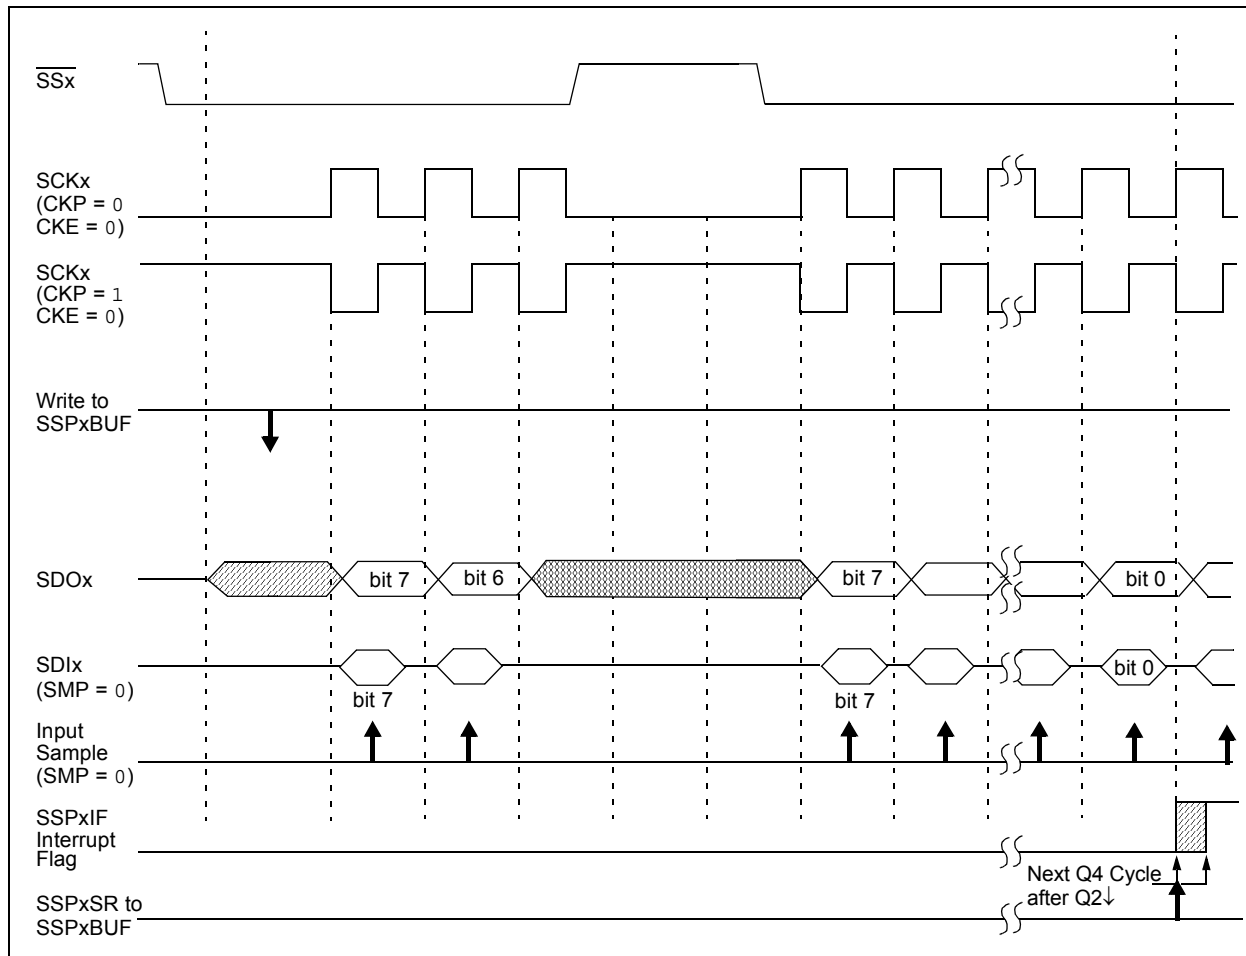 SSx
SCKx
(CKP = 0
CKE = 0)
SCKx
(CKP = 1
CKE = 0)
Write to
SSPxBUF
SDOx
bit 7
bit 6
bit 7
bit 0
SDIx
(SMP = 0)
bit 7
bit 7
bit 0
Input
Sample
(SMP = 0)
SSPxIF
Interrupt
Flag
Next Q4 Cycle
after Q2↓
SSPxSR to
SSPxBUF